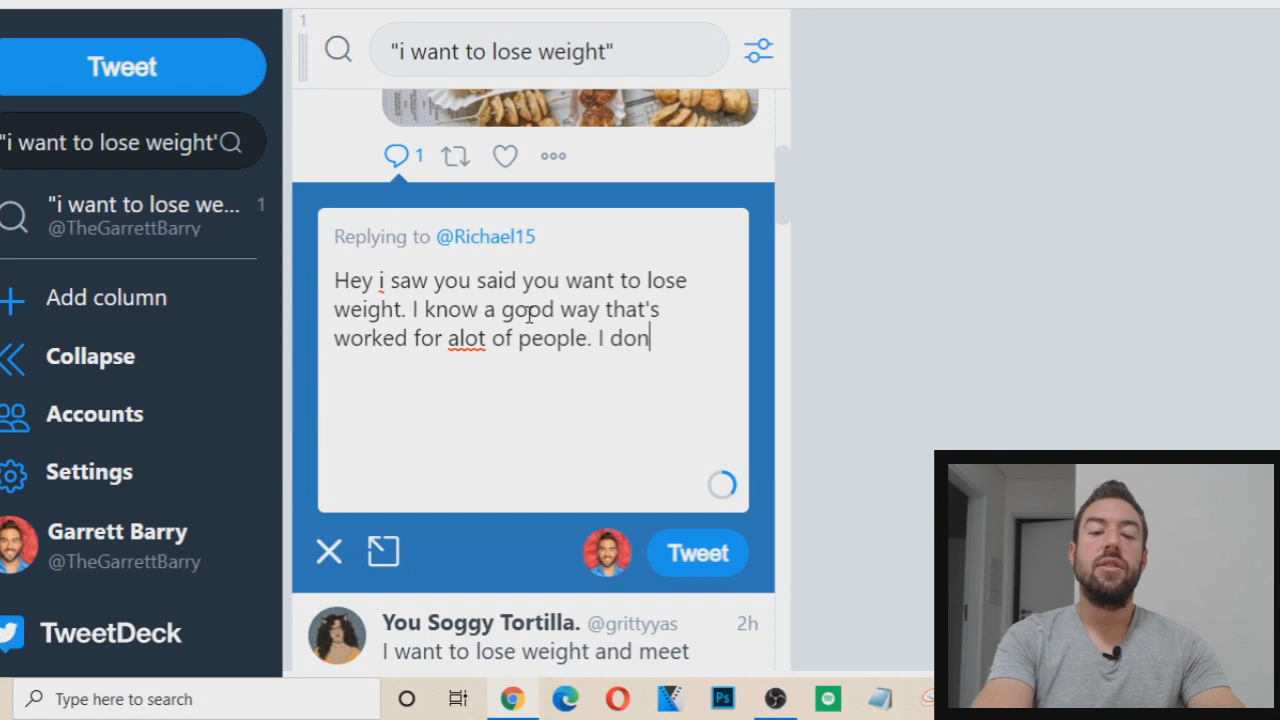 Tweet
"i want to lose weight'
"i want to lose we... 1
@TheGarrettBarry
Add column
Collapse
Accounts
Settings
Garrett Barry
@TheGarrettBarry
TweetDeck
1
"i want to lose weight"
1
Replying to @Richael15
Hey i saw you said you want to lose
weight. I know a good way that's
worked for alot of people. I don
Tweet
You Soggy Tortilla. @grittyyas 2h
I want to lose weight and meet
Type here to search
Ps